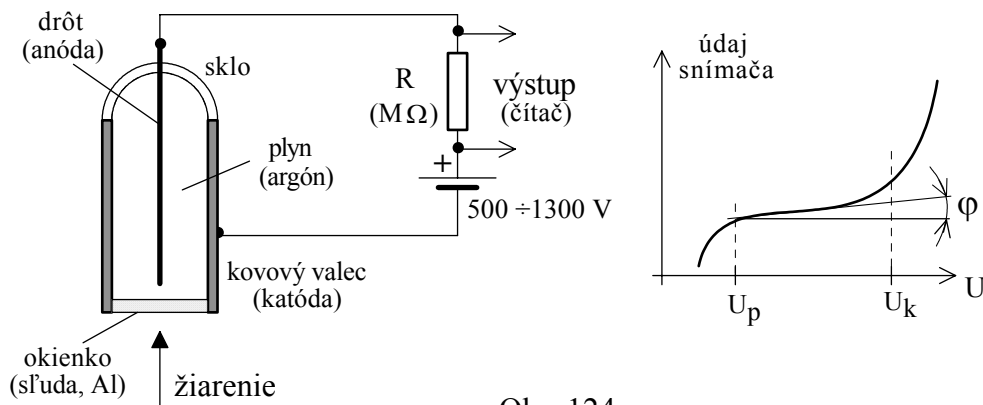 drôt
(anóda)
sklo
plyn
(argón)
R
(MΩ)
výstup
(čítač)
+
500 ÷1300 V
kovový valec
(katóda)
okienko
(sľuda, Al)
žiarenie
údaj
snímača
φ
U
Up
Uk